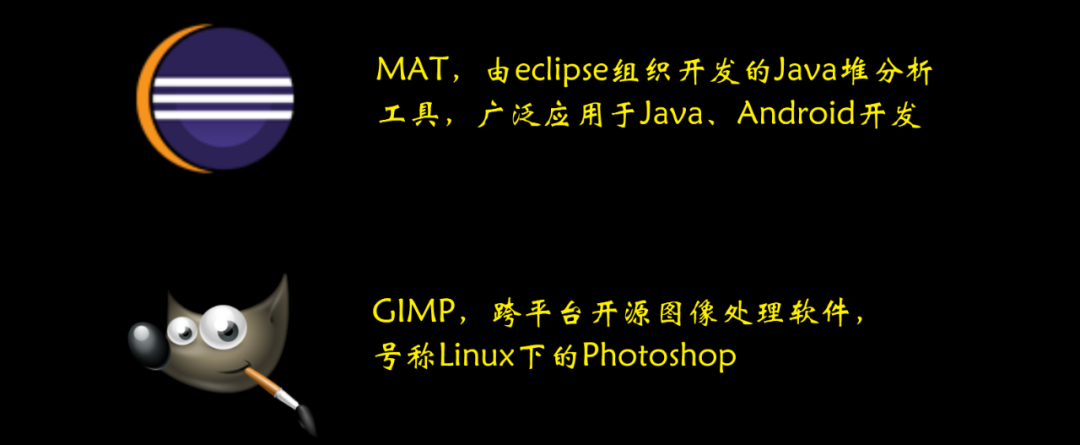 MAT，由eclipse组织开发的Java堆分析
工具，广泛应用于Java、Android开发
GIMP，跨平台开源图像处理软件，
号称Linux下的Photoshop